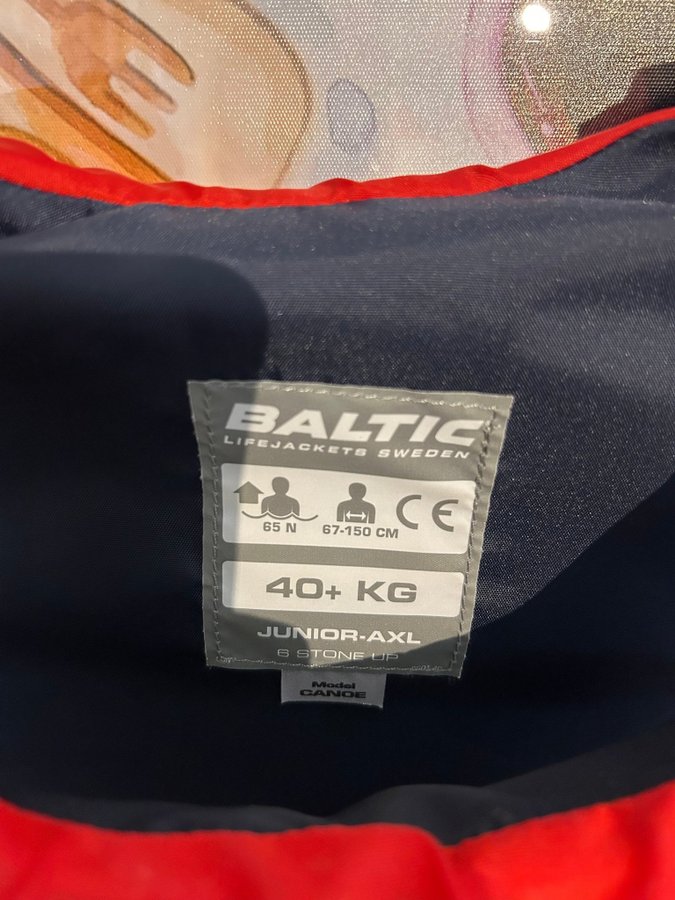 BALTIC
LIFEJACKETS SWEDEN
65 N
67-150 CM
CE
40+ KG
JUNIOR-AXL
6 STONE UP
Model
CANOE